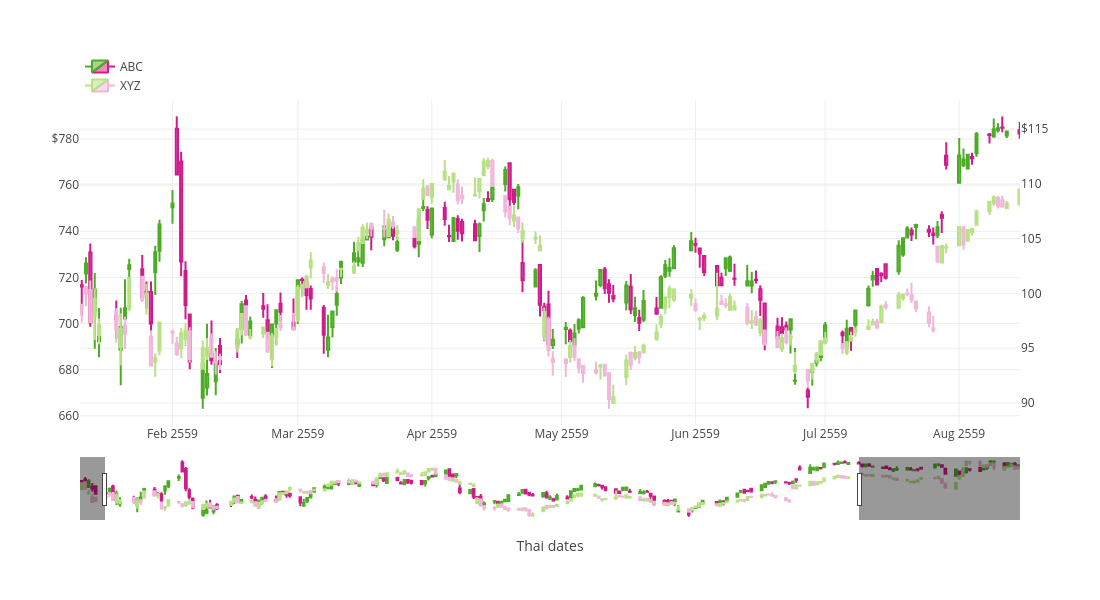 ABC
XYZ
$780
760
740
720
700
680
660
$115
110
105
100
95
90
Feb 2559
Mar 2559
Apr 2559
May 2559
Jun 2559
Jul 2559
Aug 2559
Thai dates